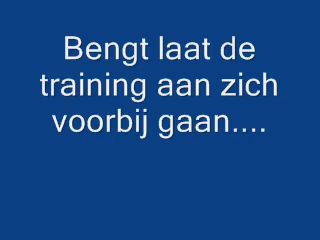 Bengt laat de
training aan zich
voorbij gaan....